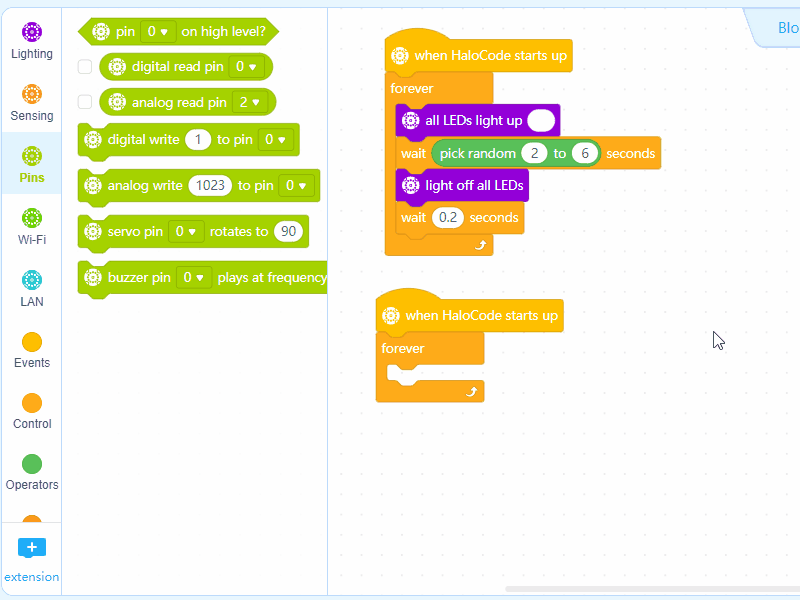 Lighting
Sensing
Pins
Wi-Fi
LAN
Events
Control
Operators
extension
pin 0 on high level?
digital read pin 0
analog read pin 2
digital write 1 to pin 0
analog write 1023 to pin 0
servo pin 0 rotates to 90
buzzer pin 0 plays at frequency
when HaloCode starts up
forever
all LEDs light up
wait pick random 2 to 6 seconds
light off all LEDs
wait 0.2 seconds
when HaloCode starts up
forever
Blo